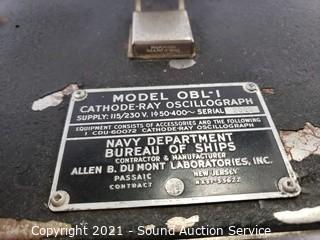 MODEL OBL-1
CATHODE-RAY OSCILLOGRAPH
SUPPLY: 115/230 V. 1Φ 50-400~ SERIAL
EQUIPMENT CONSISTS OF ACCESSORIES AND THE FOLLOWING
1 CDU-60072 CATHODE-RAY OSCILLOGRAPH
NAVY DEPARTMENT
BUREAU OF SHIPS
CONTRACTOR & MANUFACTURER
ALLEN B. DU MONT LABORATORIES, INC.
PASSAIC NEW JERSEY
CONTRACT
Copyright 2021 - Sound Auction Service